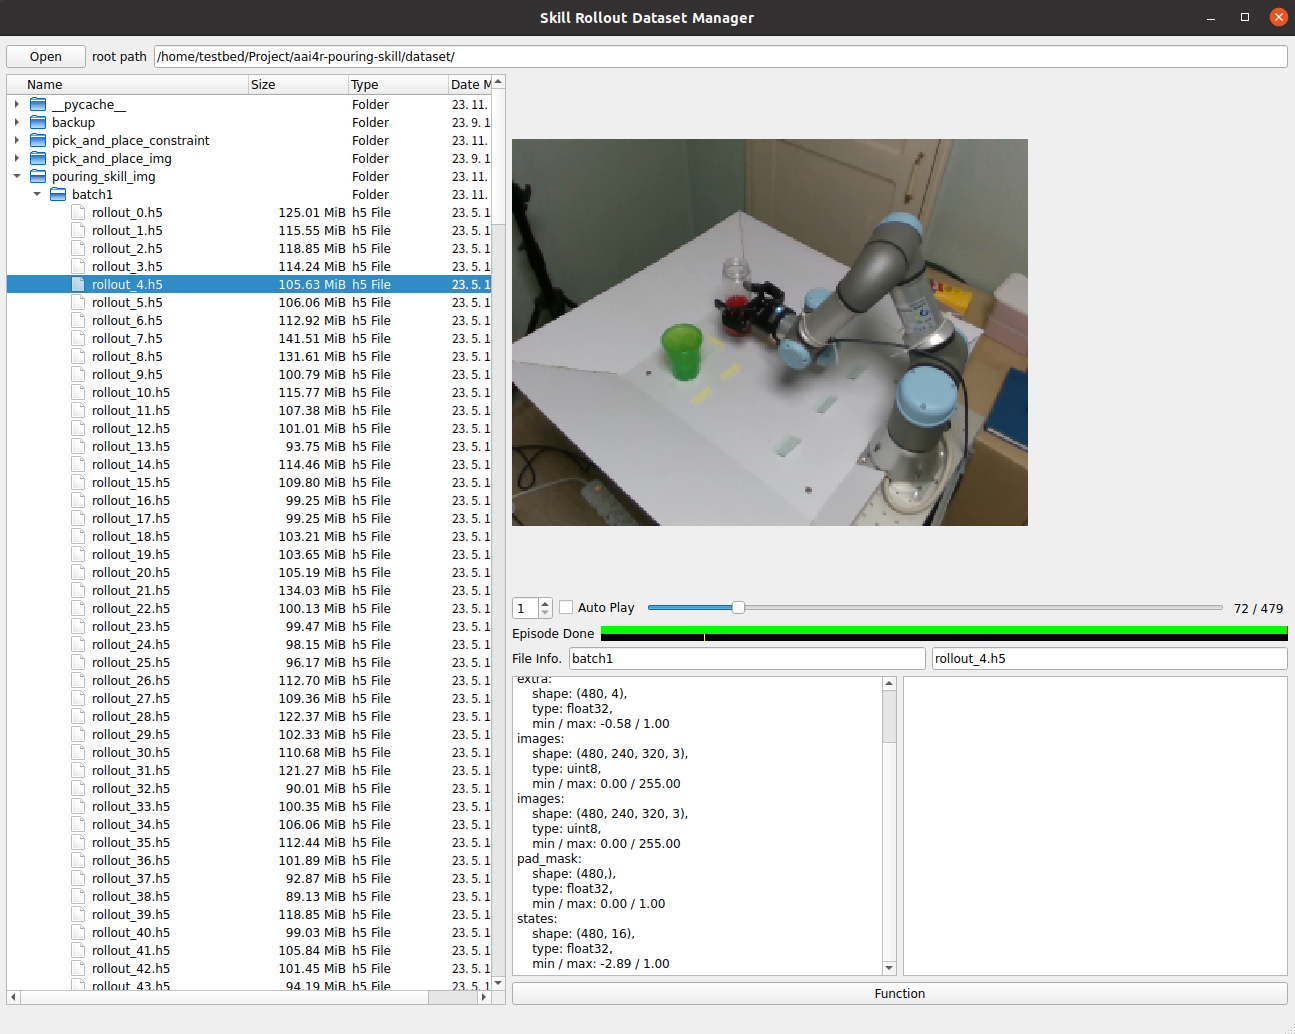 Skill Rollout Dataset Manager
Open root path /home/testbed/Project/aai4r-pouring-skill/dataset/
Name Size Type Date M
__pycache__ Folder 23. 11.
backup Folder 23. 9. 1
pick_and_place_constraint Folder 23. 11.
pick_and_place_img Folder 23. 9. 1
pouring_skill_img Folder 23. 11.
batch1 Folder 23. 11.
rollout_0.h5 125.01 MiB h5 File 23. 5. 1
rollout_1.h5 115.55 MiB h5 File 23. 5. 1
rollout_2.h5 118.85 MiB h5 File 23. 5. 1
rollout_3.h5 114.24 MiB h5 File 23. 5. 1
rollout_4.h5 105.63 MiB h5 File 23. 5. 1
rollout_5.h5 106.06 MiB h5 File 23. 5. 1
rollout_6.h5 112.92 MiB h5 File 23. 5. 1
rollout_7.h5 141.51 MiB h5 File 23. 5. 1
rollout_8.h5 131.61 MiB h5 File 23. 5. 1
rollout_9.h5 100.79 MiB h5 File 23. 5. 1
rollout_10.h5 115.77 MiB h5 File 23. 5. 1
rollout_11.h5 107.38 MiB h5 File 23. 5. 1
rollout_12.h5 101.01 MiB h5 File 23. 5. 1
rollout_13.h5 93.75 MiB h5 File 23. 5. 1
rollout_14.h5 114.46 MiB h5 File 23. 5. 1
rollout_15.h5 109.80 MiB h5 File 23. 5. 1
rollout_16.h5 99.25 MiB h5 File 23. 5. 1
rollout_17.h5 99.25 MiB h5 File 23. 5. 1
rollout_18.h5 103.21 MiB h5 File 23. 5. 1
rollout_19.h5 103.65 MiB h5 File 23. 5. 1
rollout_20.h5 105.19 MiB h5 File 23. 5. 1
rollout_21.h5 134.03 MiB h5 File 23. 5. 1
rollout_22.h5 100.13 MiB h5 File 23. 5. 1
rollout_23.h5 99.47 MiB h5 File 23. 5. 1
rollout_24.h5 98.15 MiB h5 File 23. 5. 1
rollout_25.h5 96.17 MiB h5 File 23. 5. 1
rollout_26.h5 112.70 MiB h5 File 23. 5. 1
rollout_27.h5 109.36 MiB h5 File 23. 5. 1
rollout_28.h5 122.37 MiB h5 File 23. 5. 1
rollout_29.h5 102.33 MiB h5 File 23. 5. 1
rollout_30.h5 110.68 MiB h5 File 23. 5. 1
rollout_31.h5 121.27 MiB h5 File 23. 5. 1
rollout_32.h5 90.01 MiB h5 File 23. 5. 1
rollout_33.h5 100.35 MiB h5 File 23. 5. 1
rollout_34.h5 106.06 MiB h5 File 23. 5. 1
rollout_35.h5 112.44 MiB h5 File 23. 5. 1
rollout_36.h5 101.89 MiB h5 File 23. 5. 1
rollout_37.h5 92.87 MiB h5 File 23. 5. 1
rollout_38.h5 89.13 MiB h5 File 23. 5. 1
rollout_39.h5 118.85 MiB h5 File 23. 5. 1
rollout_40.h5 99.03 MiB h5 File 23. 5. 1
rollout_41.h5 105.84 MiB h5 File 23. 5. 1
rollout_42.h5 101.45 MiB h5 File 23. 5. 1
rollout_43.h5 94.19 MiB h5 File 23. 5. 1
1 Auto Play 72 / 479
Episode Done
File Info. batch1 rollout_4.h5
extra:
shape: (480, 4),
type: float32,
min / max: -0.58 / 1.00
images:
shape: (480, 240, 320, 3),
type: uint8,
min / max: 0.00 / 255.00
images:
shape: (480, 240, 320, 3),
type: uint8,
min / max: 0.00 / 255.00
pad_mask:
shape: (480,),
type: float32,
min / max: 0.00 / 1.00
states:
shape: (480, 16),
type: float32,
min / max: -2.89 / 1.00
Function